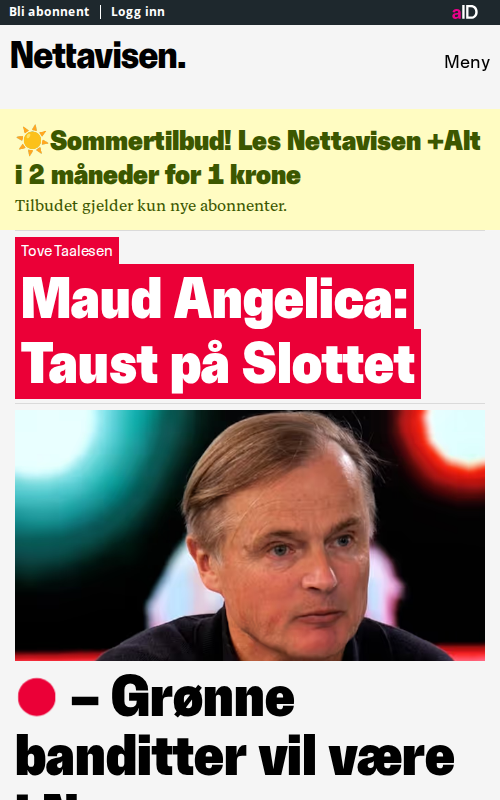 Bli abonnent | Logg inn
aID
Nettavisen.
Meny
☀️Sommertilbud! Les Nettavisen +Alt
i 2 måneder for 1 krone
Tilbudet gjelder kun nye abonnenter.
Tove Taalesen
Maud Angelica:
Taust på Slottet
🔴 – Grønne
banditter vil være